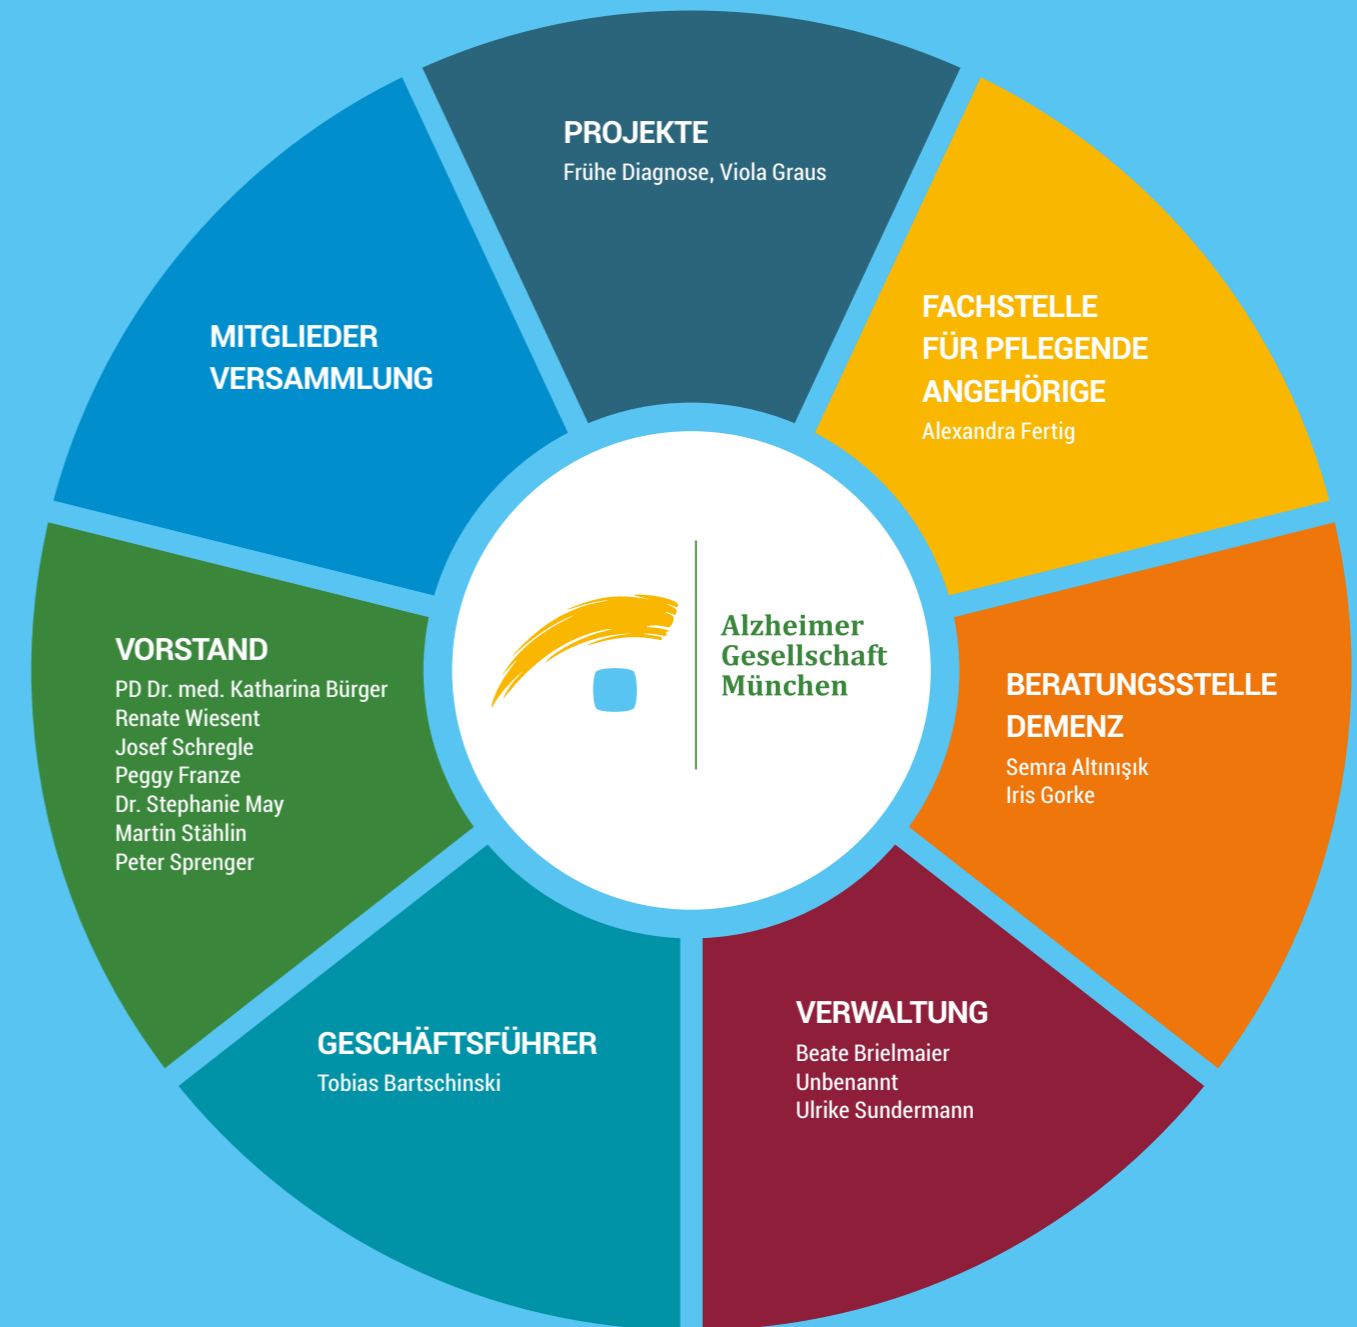 PROJEKTE
Frühe Diagnose, Viola Graus
FACHSTELLE
FÜR PFLEGENDE
ANGEHÖRIGE
Alexandra Fertig
BERATUNGSSTELLE
DEMENZ
Semra Altınışık
Iris Gorke
VERWALTUNG
Beate Brielmaier
Unbenannt
Ulrike Sundermann
GESCHÄFTSFÜHRER
Tobias Bartschinski
VORSTAND
PD Dr. med. Katharina Bürger
Renate Wiesent
Josef Schregle
Peggy Franze
Dr. Stephanie May
Martin Stählin
Peter Sprenger
MITGLIEDER
VERSAMMLUNG
Alzheimer
Gesellschaft
München